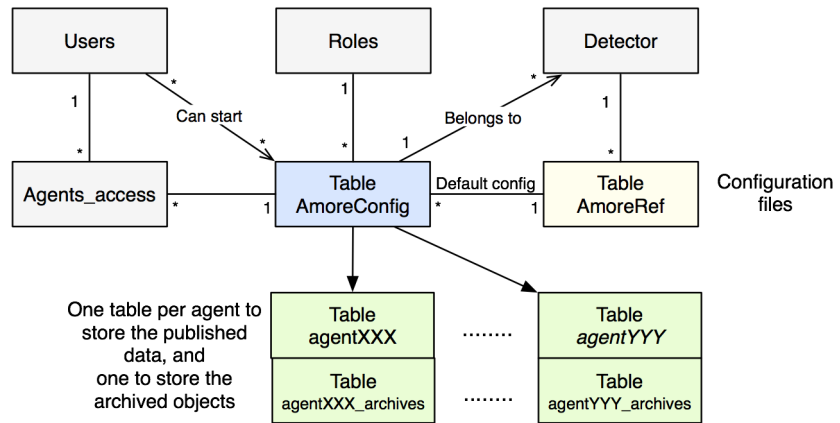 Users
Roles
Detector
1
*
Can start
*
1
*
1
Belongs to
*
1
*
*
Agents_access
*
1
Table
AmoreConfig
Default config
*
1
Table
AmoreRef
Configuration
files
One table per agent to
store the published
data, and
one to store the
archived objects
Table
agentXXX
........
Table
agentYYY
Table
agentXXX_archives
........
Table
agentYYY_archives